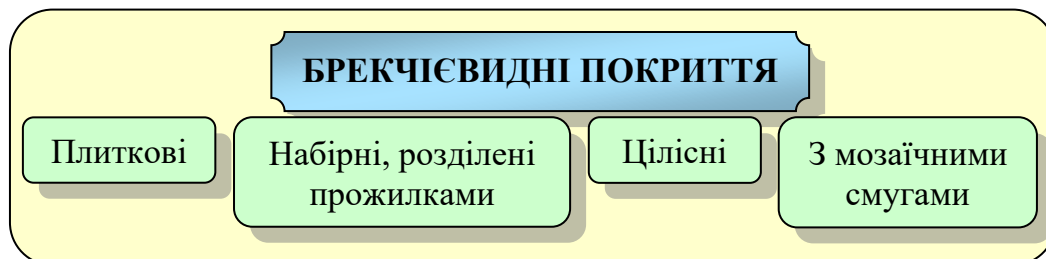 БРЕКЧІЄВИДНІ ПОКРИТТЯ
Плиткові
Набірні, розділені
прожилками
Цілісні
З мозаїчними
смугами